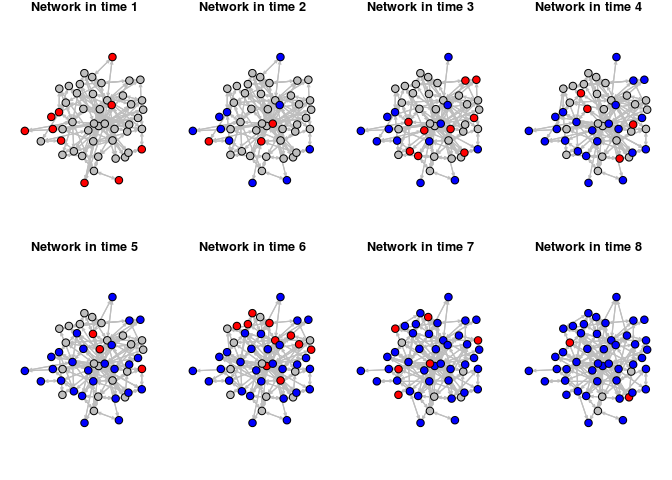 Network in time 1
Network in time 2
Network in time 3
Network in time 4
Network in time 5
Network in time 6
Network in time 7
Network in time 8